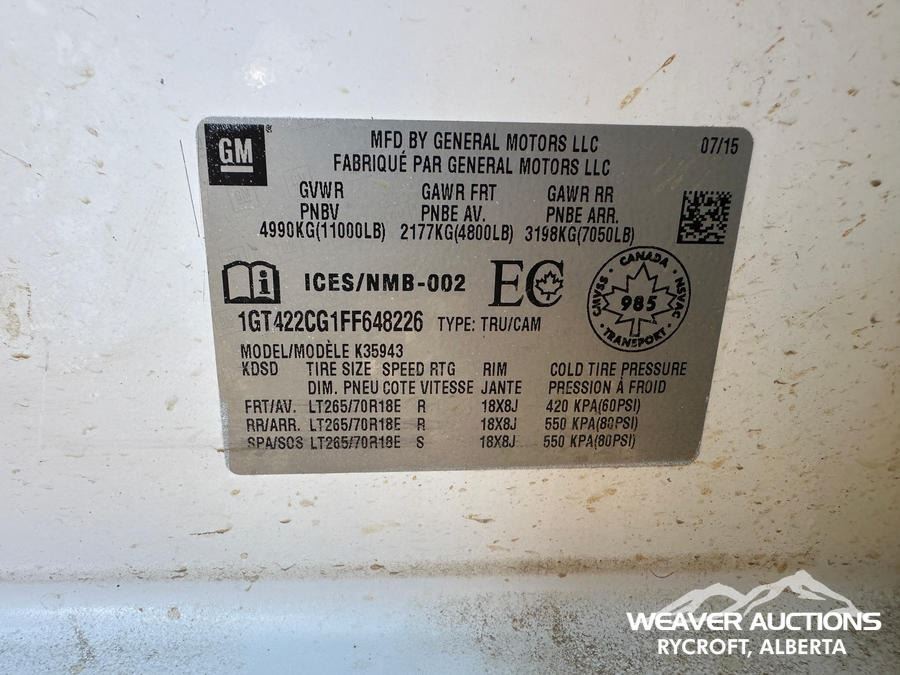 GM
MFD BY GENERAL MOTORS LLC 07/15
FABRIQUÉ PAR GENERAL MOTORS LLC
GVWR GAWR FRT GAWR RR
PNBV PNBE AV. PNBE ARR.
4990KG(11000LB) 2177KG(4800LB) 3198KG(7050LB)
ICES/NMB-002 EC
CANADA
CMVSS 985 NSVAC
TRANSPORT
1GT422CG1FF648226 TYPE: TRU/CAM
MODEL/MODÈLE K35943
KDSD TIRE SIZE SPEED RTG RIM COLD TIRE PRESSURE
DIM. PNEU COTE VITESSE JANTE PRESSION À FROID
FRT/AV. LT265/70R18E R 18X8J 420 KPA(60PSI)
RR/ARR. LT265/70R18E R 18X8J 550 KPA(80PSI)
SPA/SOS LT265/70R18E S 18X8J 550 KPA(80PSI)
WEAVER AUCTIONS
RYCROFT, ALBERTA